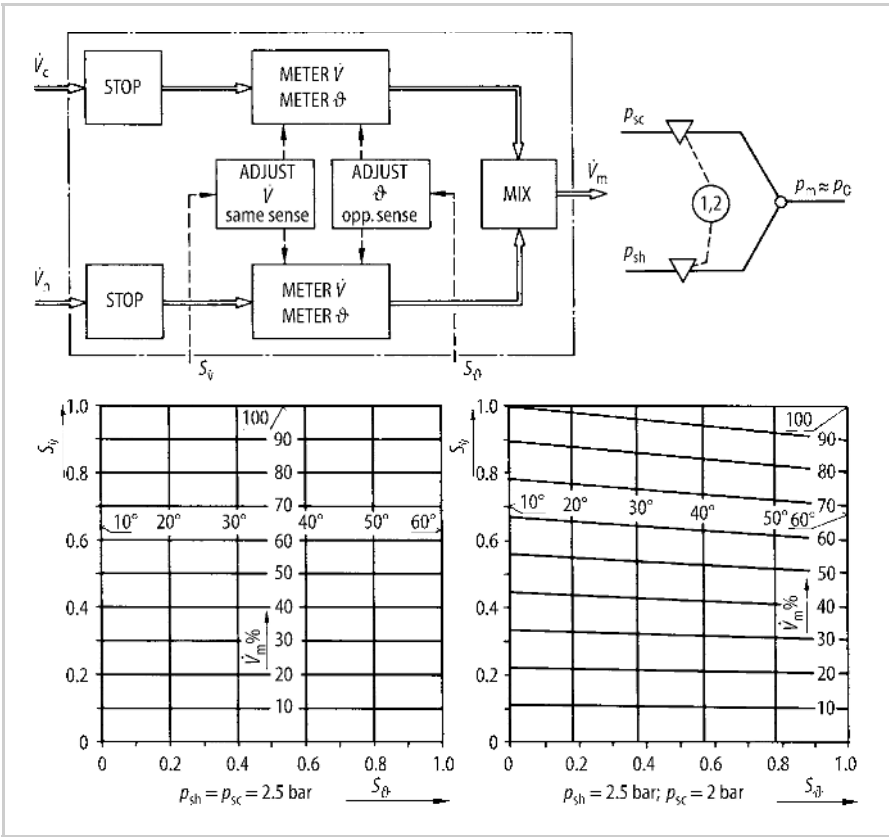 V̇c
STOP
METER V̇
METER ϑ
ADJUST
V̇
same sense
ADJUST
ϑ
opp. sense
MIX
V̇m
V̇h
STOP
METER V̇
METER ϑ
Sv̇
Sϑ
psc
1,2
pm ≈ p0
psh
Sv̇
1.0
0.8
0.6
0.4
0.2
0
100
90
80
70
10° 20° 30° 40° 50° 60°
60
50
40
30
20
10
V̇m%
0 0.2 0.4 0.6 0.8 1.0
psh = psc = 2.5 bar Sϑ
Sv̇
1.0
0.8
0.6
0.4
0.2
0
100
90
80
70
10° 20° 30° 40° 50° 60°
60
50
40
30
20
10
V̇m%
0 0.2 0.4 0.6 0.8 1.0
psh = 2.5 bar; psc = 2 bar Sϑ